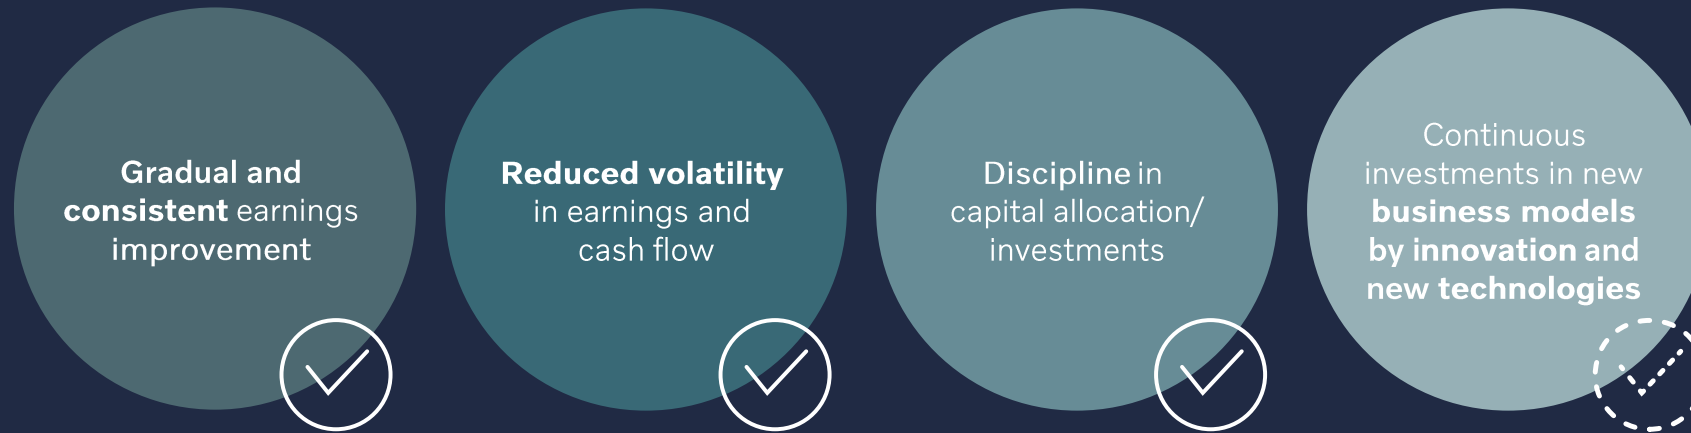 Gradual and
consistent earnings
improvement
Reduced volatility
in earnings and
cash flow
Discipline in
capital allocation/
investments
Continuous
investments in new
business models
by innovation and
new technologies